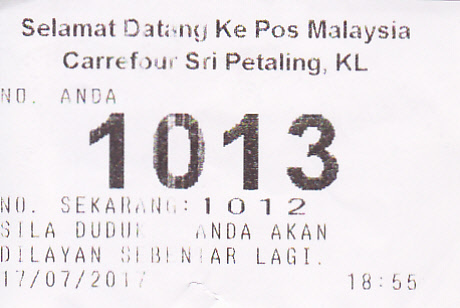 Selamat Datang Ke Pos Malaysia
Carrefour Sri Petaling, KL
NO. ANDA
1013
NO. SEKARANG: 1012
SILA DUDUK ANDA AKAN
DILAYAN SEBENTAR LAGI.
17/07/2017 18:55